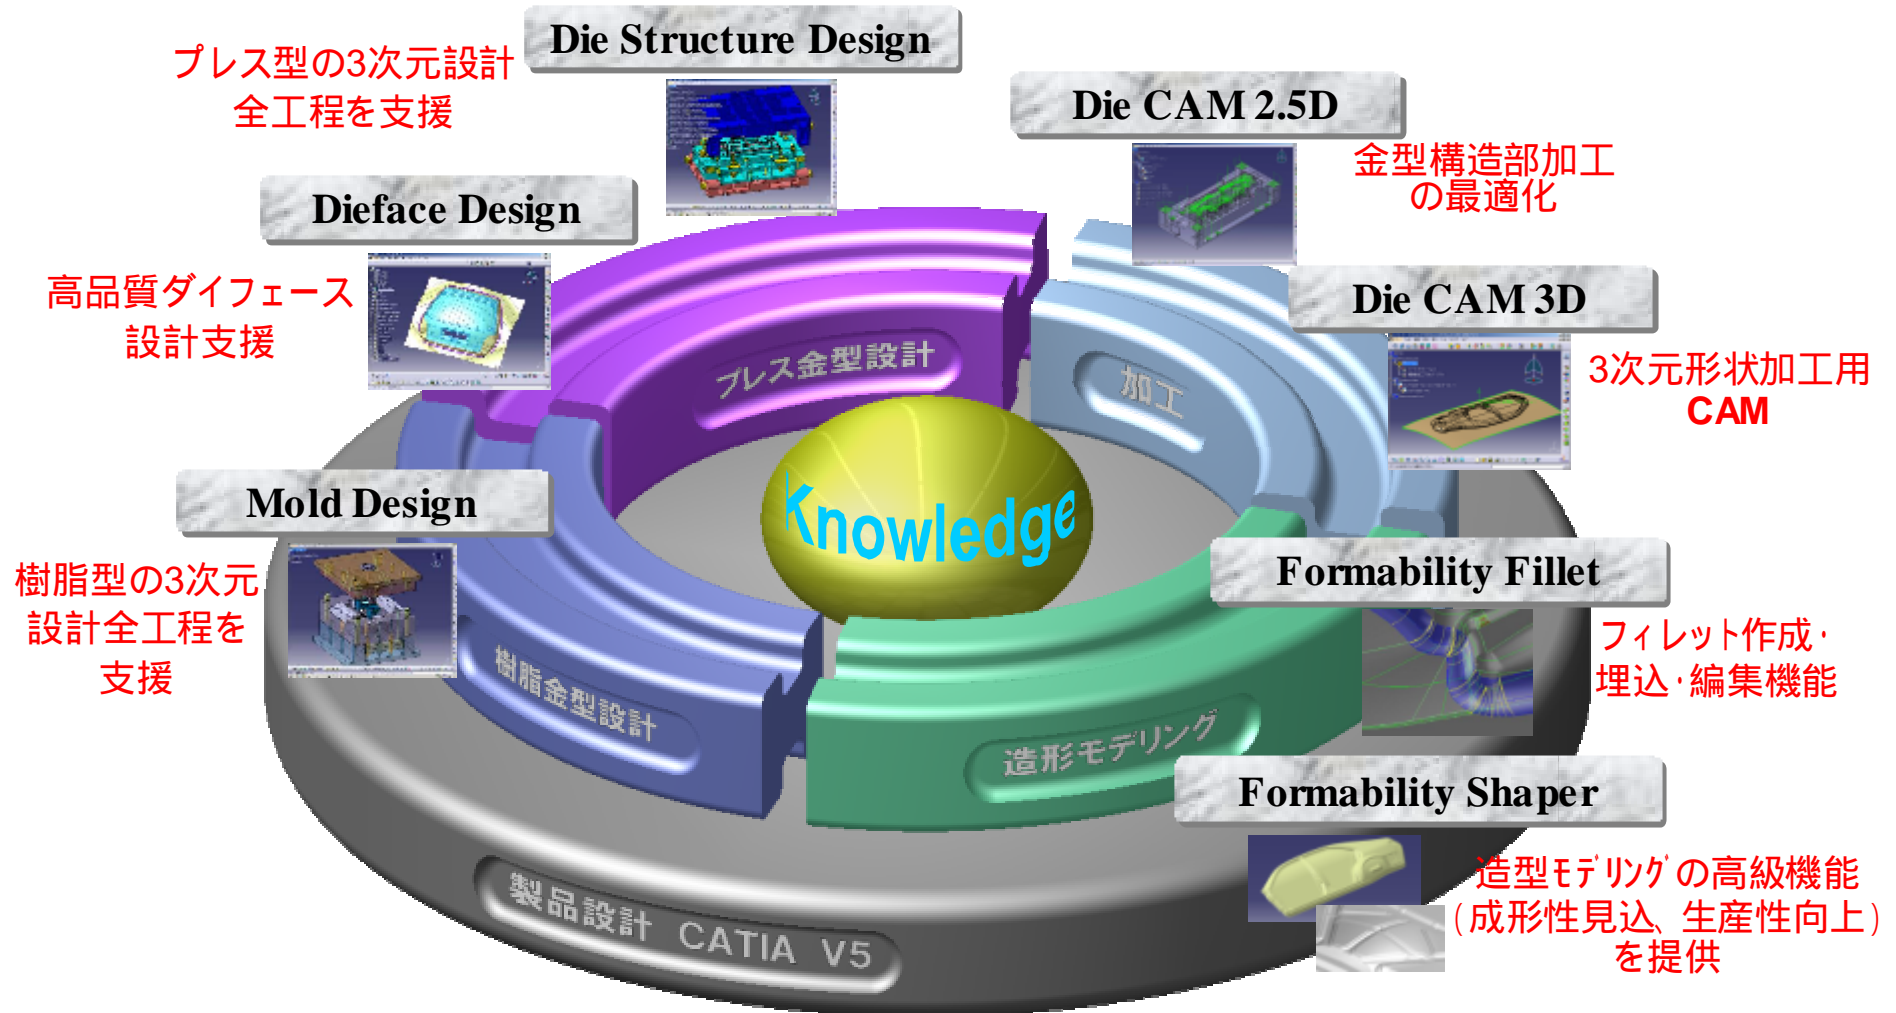 Die Structure Design
プレス型の3次元設計
全工程を支援
Die CAM 2.5D
金型構造部加工
の最適化
Dieface Design
高品質ダイフェース
設計支援
Die CAM 3D
3次元形状加工用
CAM
プレス金型設計
加工
Knowledge
Mold Design
樹脂型の3次元
設計全工程を
支援
樹脂金型設計
Formability Fillet
フィレット作成・
埋込・編集機能
造形モデリング
Formability Shaper
造型ﾓﾃﾞﾘﾝｸﾞの高級機能
(成形性見込、生産性向上)
を提供
製品設計 CATIA V5